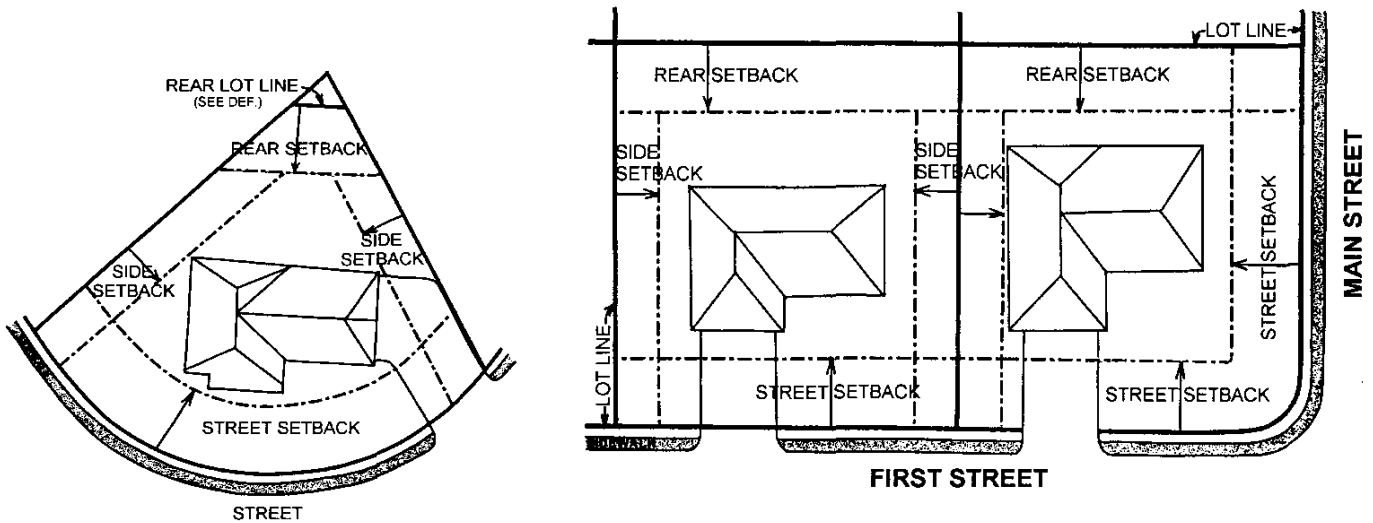 REAR LOT LINE
(SEE DEF.)
REAR SETBACK
SIDE
SETBACK
SIDE
SETBACK
STREET SETBACK
STREET
LOT LINE
REAR SETBACK
REAR SETBACK
SIDE
SETBACK
SIDE
SETBACK
STREET SETBACK
MAIN STREET
LOT LINE
STREET SETBACK
STREET SETBACK
SIDEWALK
FIRST STREET